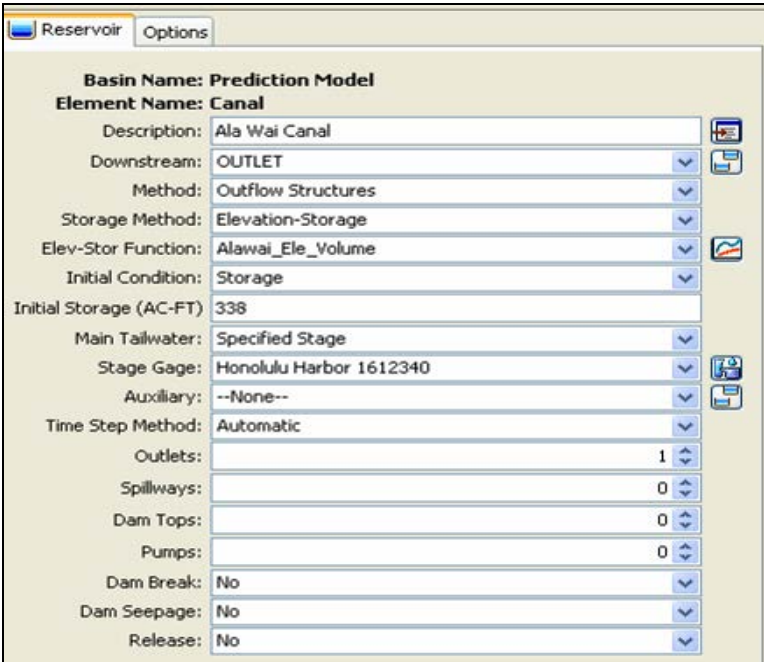 Reservoir Options
Basin Name: Prediction Model
Element Name: Canal
Description: Ala Wai Canal
Downstream: OUTLET
Method: Outflow Structures
Storage Method: Elevation-Storage
Elev-Stor Function: Alawai_Ele_Volume
Initial Condition: Storage
Initial Storage (AC-FT) 338
Main Tailwater: Specified Stage
Stage Gage: Honolulu Harbor 1612340
Auxiliary: --None--
Time Step Method: Automatic
Outlets: 1
Spillways: 0
Dam Tops: 0
Pumps: 0
Dam Break: No
Dam Seepage: No
Release: No